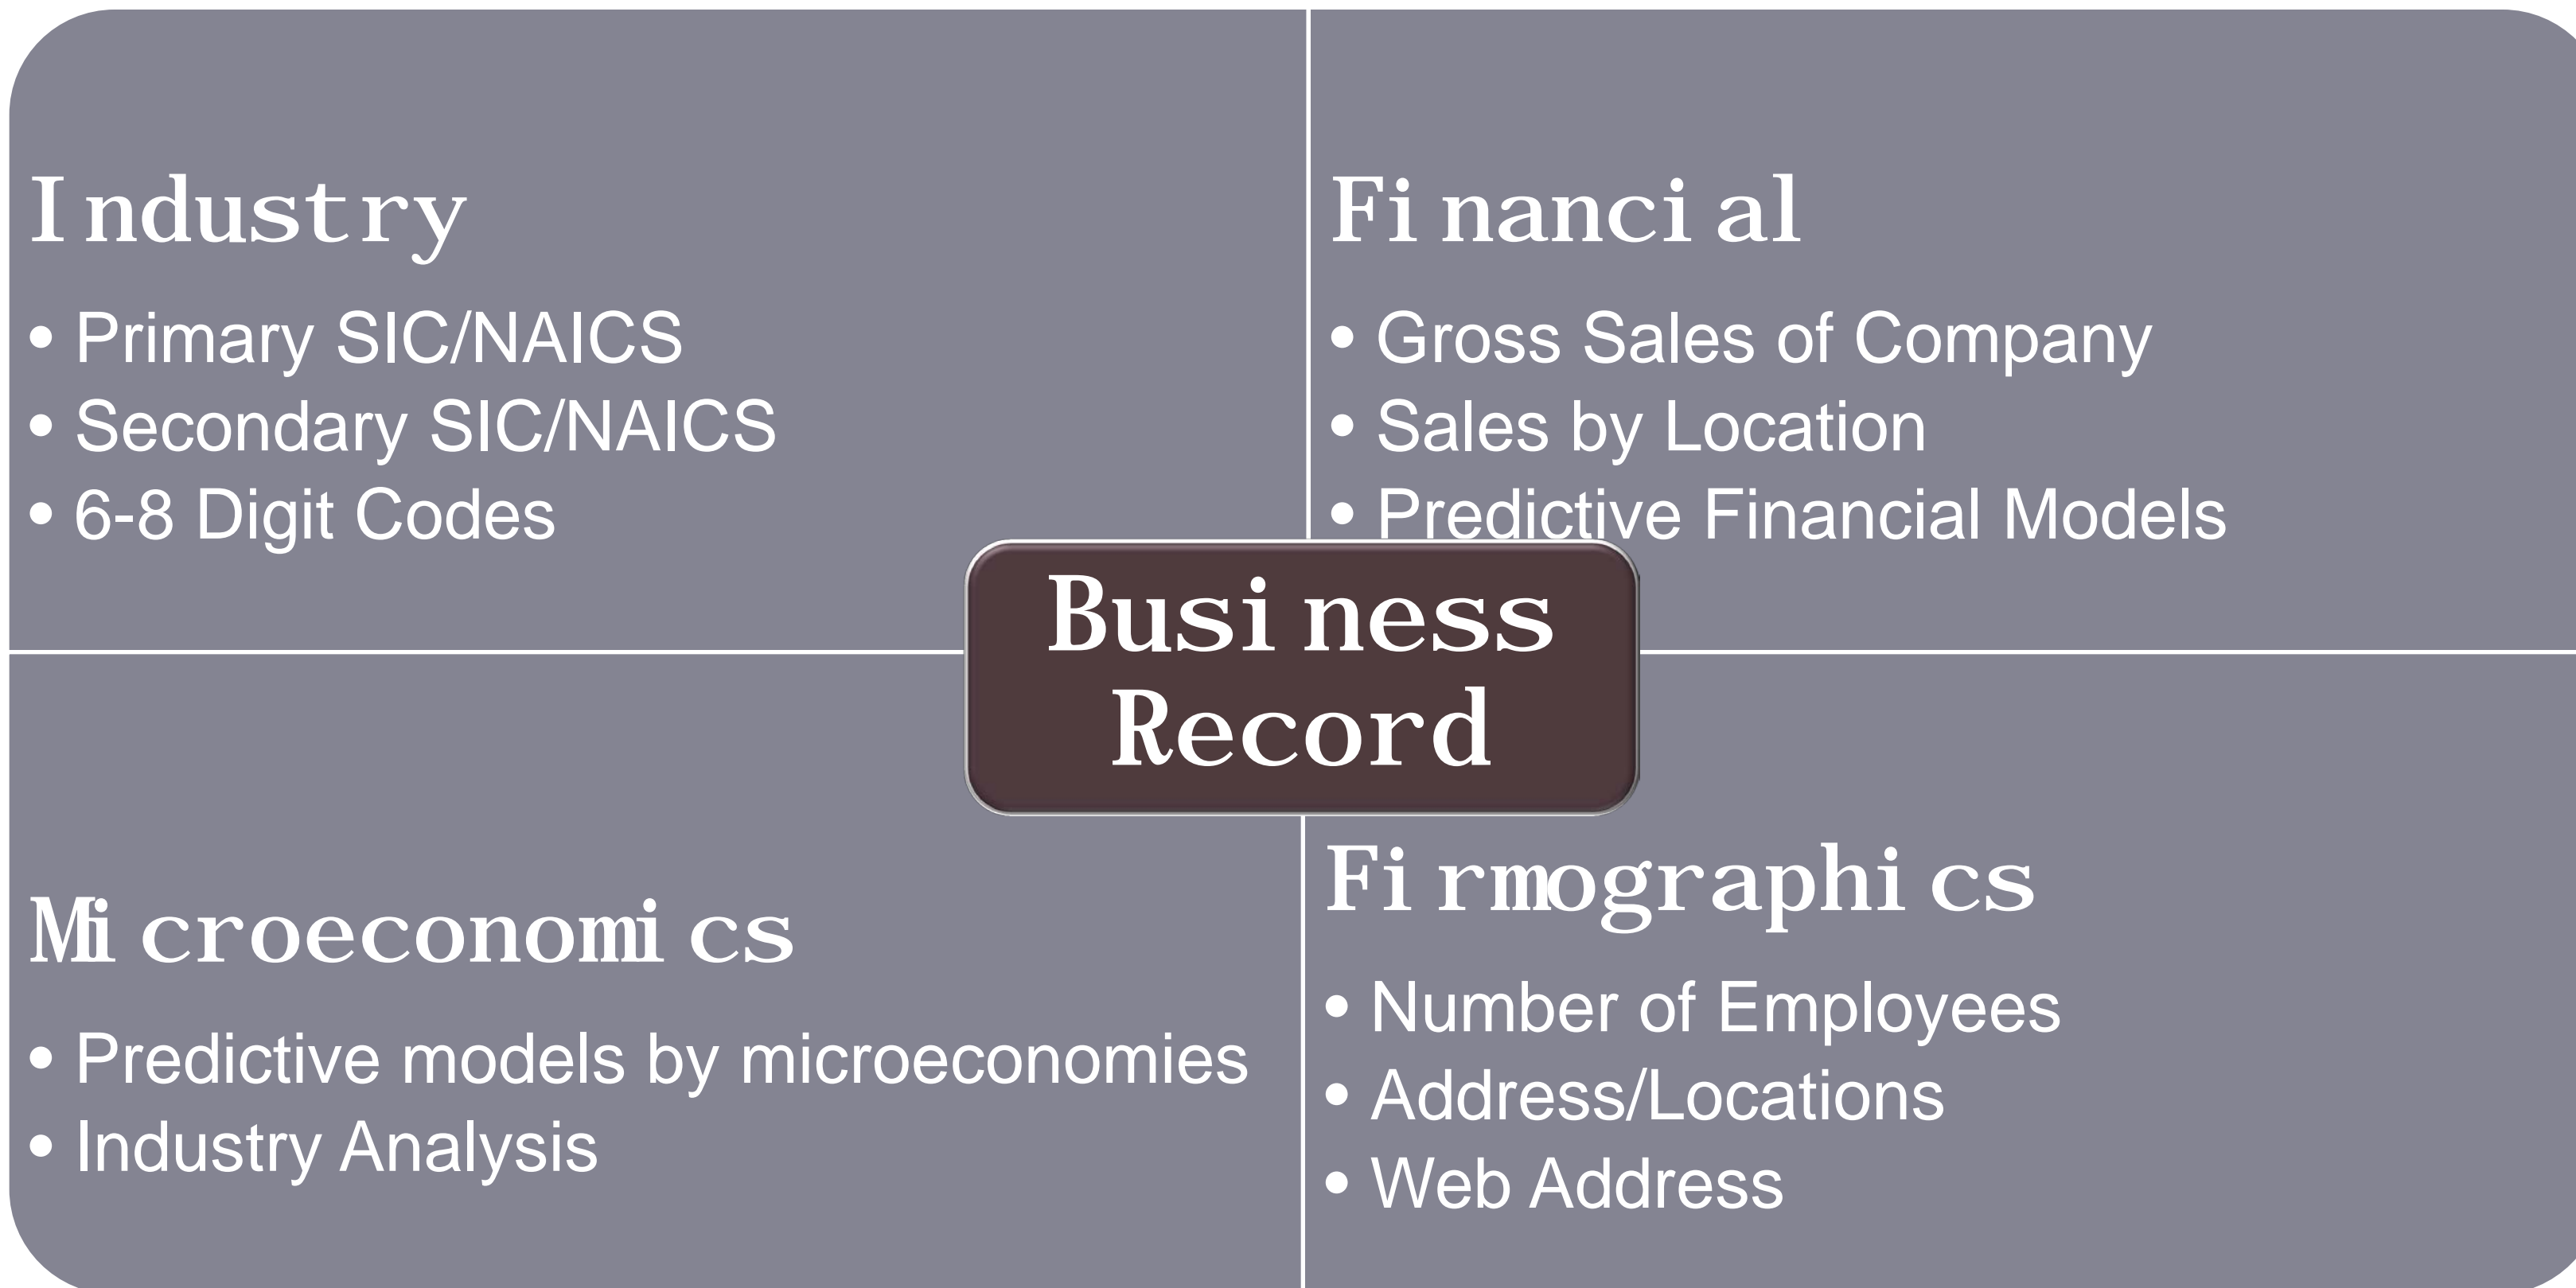 Industry
• Primary SIC/NAICS
• Secondary SIC/NAICS
• 6-8 Digit Codes
Financial
• Gross Sales of Company
• Sales by Location
• Predictive Financial Models
Business
Record
Microeconomics
• Predictive models by microeconomies
• Industry Analysis
Firmographics
• Number of Employees
• Address/Locations
• Web Address